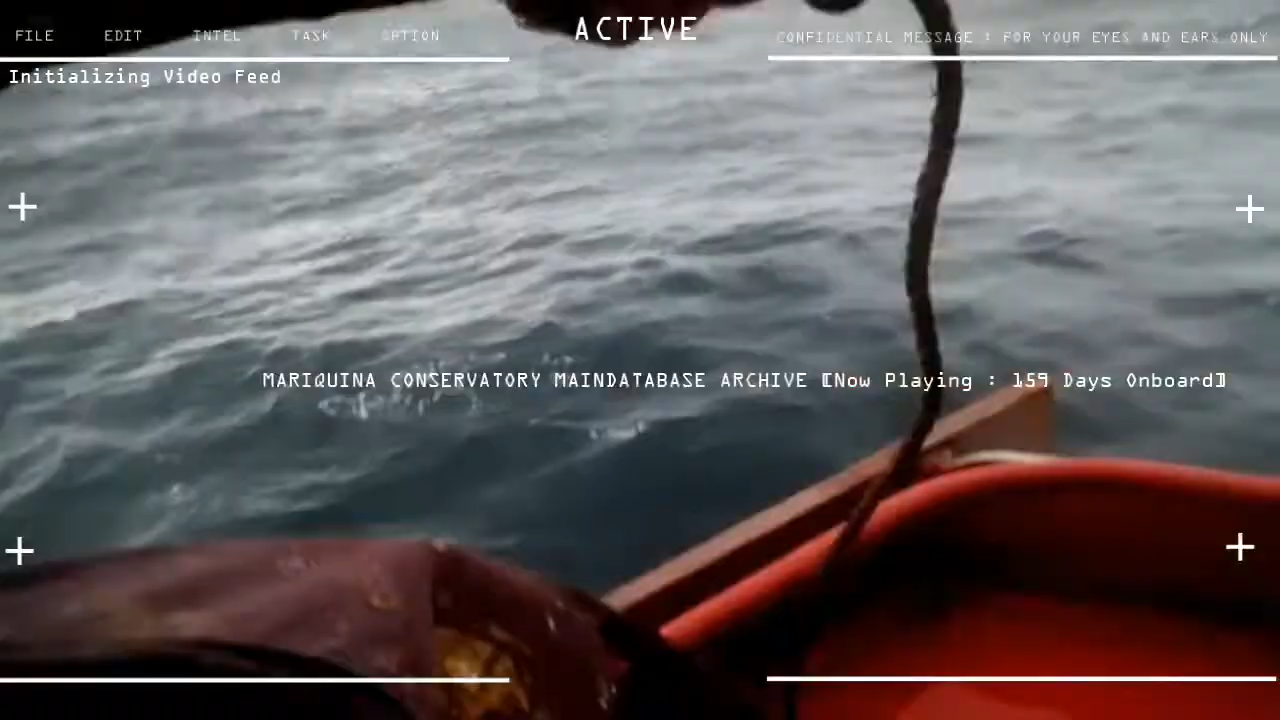 FILE EDIT INTEL TASK OPTION
ACTIVE
CONFIDENTIAL MESSAGE : FOR YOUR EYES AND EARS ONLY
Initializing Video Feed
MARIQUINA CONSERVATORY MAINDATABASE ARCHIVE [Now Playing : 159 Days Onboard]